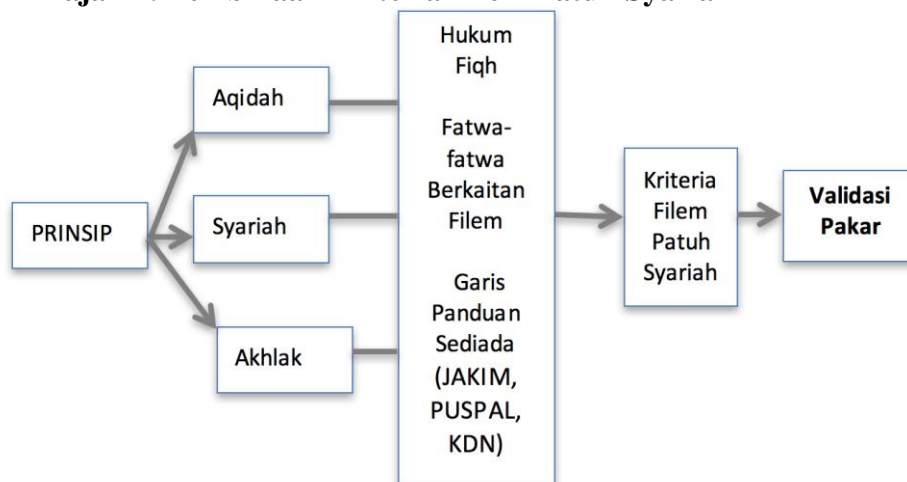 PRINSIP
Aqidah
Syariah
Akhlak
Hukum
Fiqh
Fatwa-
fatwa
Berkaitan
Filem
Garis
Panduan
Sediada
(JAKIM,
PUSPAL,
KDN)
Kriteria
Filem
Patuh
Syariah
Validasi
Pakar